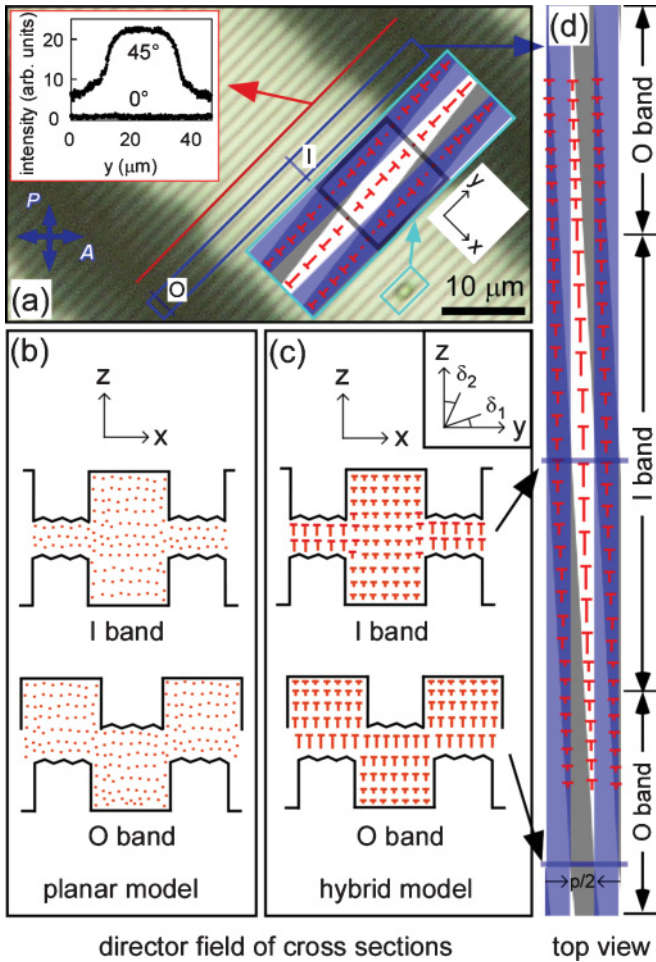 (a)
intensity (arb. units)
20
10
0
45°
0°
0
20
40
y (μm)
P
A
I
O
y
x
10 μm
(b)
z
x
I band
O band
planar model
(c)
z
x
z
δ2
δ1
y
I band
O band
hybrid model
director field of cross sections
(d)
O band
I band
O band
p/2
top view